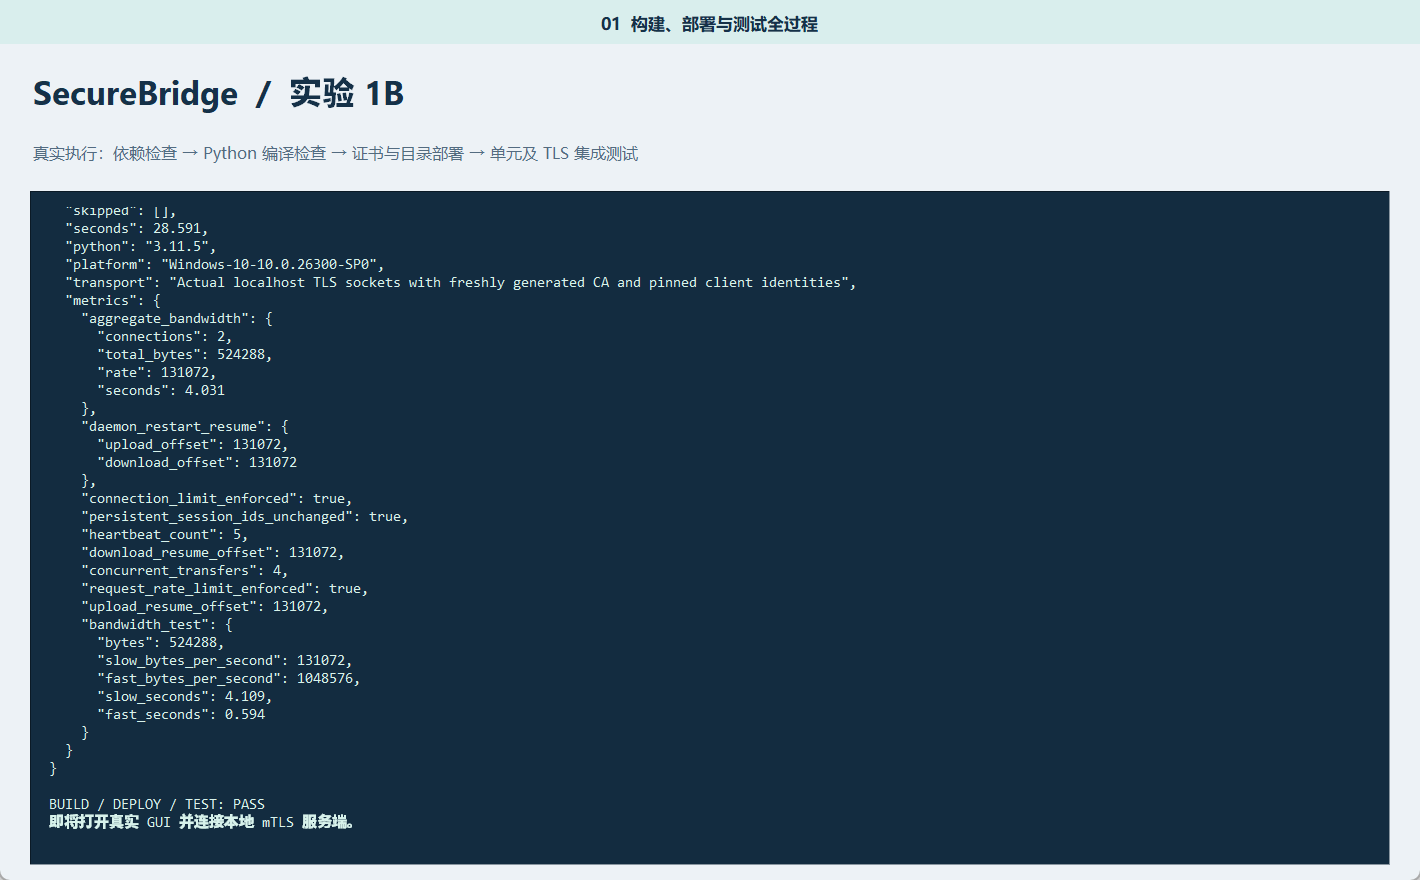 01 构建、部署与测试全过程
SecureBridge / 实验 1B
真实执行：依赖检查 → Python 编译检查 → 证书与目录部署 → 单元及 TLS 集成测试
"skipped": [],
"seconds": 28.591,
"python": "3.11.5",
"platform": "Windows-10-10.0.26300-SP0",
"transport": "Actual localhost TLS sockets with freshly generated CA and pinned client identities",
"metrics": {
"aggregate_bandwidth": {
"connections": 2,
"total_bytes": 524288,
"rate": 131072,
"seconds": 4.031
},
"daemon_restart_resume": {
"upload_offset": 131072,
"download_offset": 131072
},
"connection_limit_enforced": true,
"persistent_session_ids_unchanged": true,
"heartbeat_count": 5,
"download_resume_offset": 131072,
"concurrent_transfers": 4,
"request_rate_limit_enforced": true,
"upload_resume_offset": 131072,
"bandwidth_test": {
"bytes": 524288,
"slow_bytes_per_second": 131072,
"fast_bytes_per_second": 1048576,
"slow_seconds": 4.109,
"fast_seconds": 0.594
}
}
}
BUILD / DEPLOY / TEST: PASS
即将打开真实 GUI 并连接本地 mTLS 服务端。